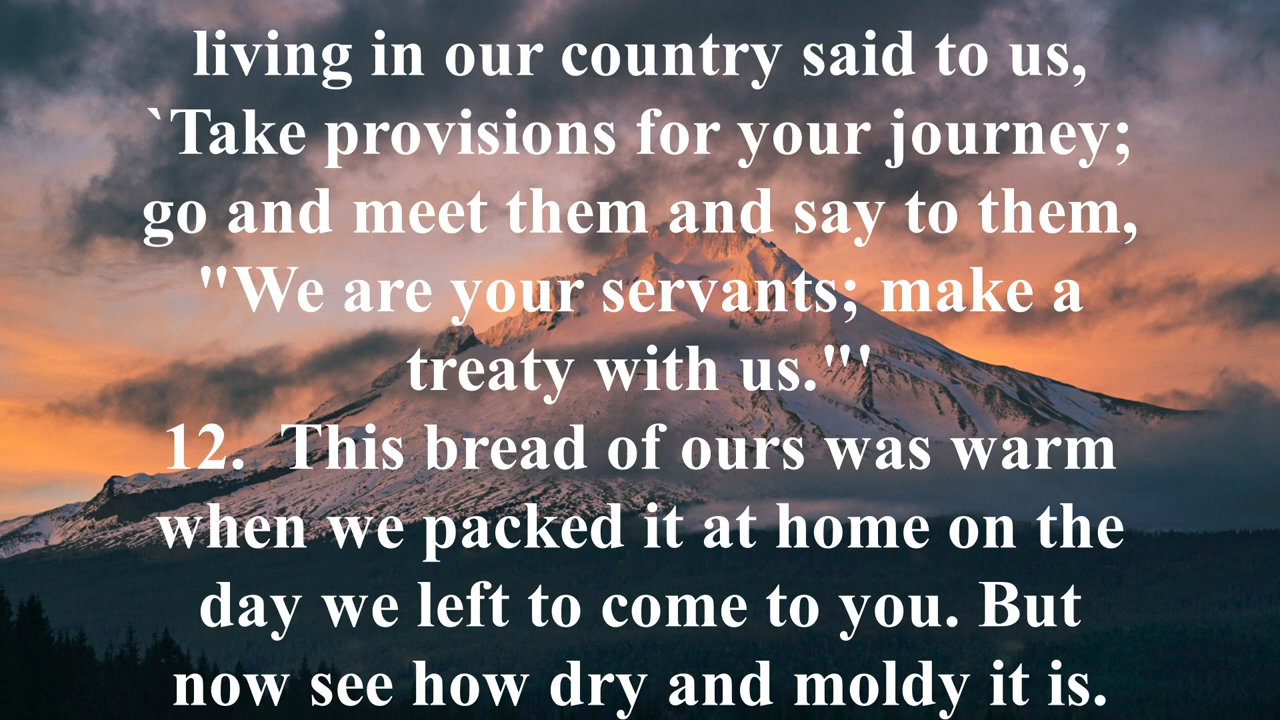 living in our country said to us,
`Take provisions for your journey;
go and meet them and say to them,
"We are your servants; make a
treaty with us."'
12.  This bread of ours was warm
when we packed it at home on the
day we left to come to you. But
now see how dry and moldy it is.